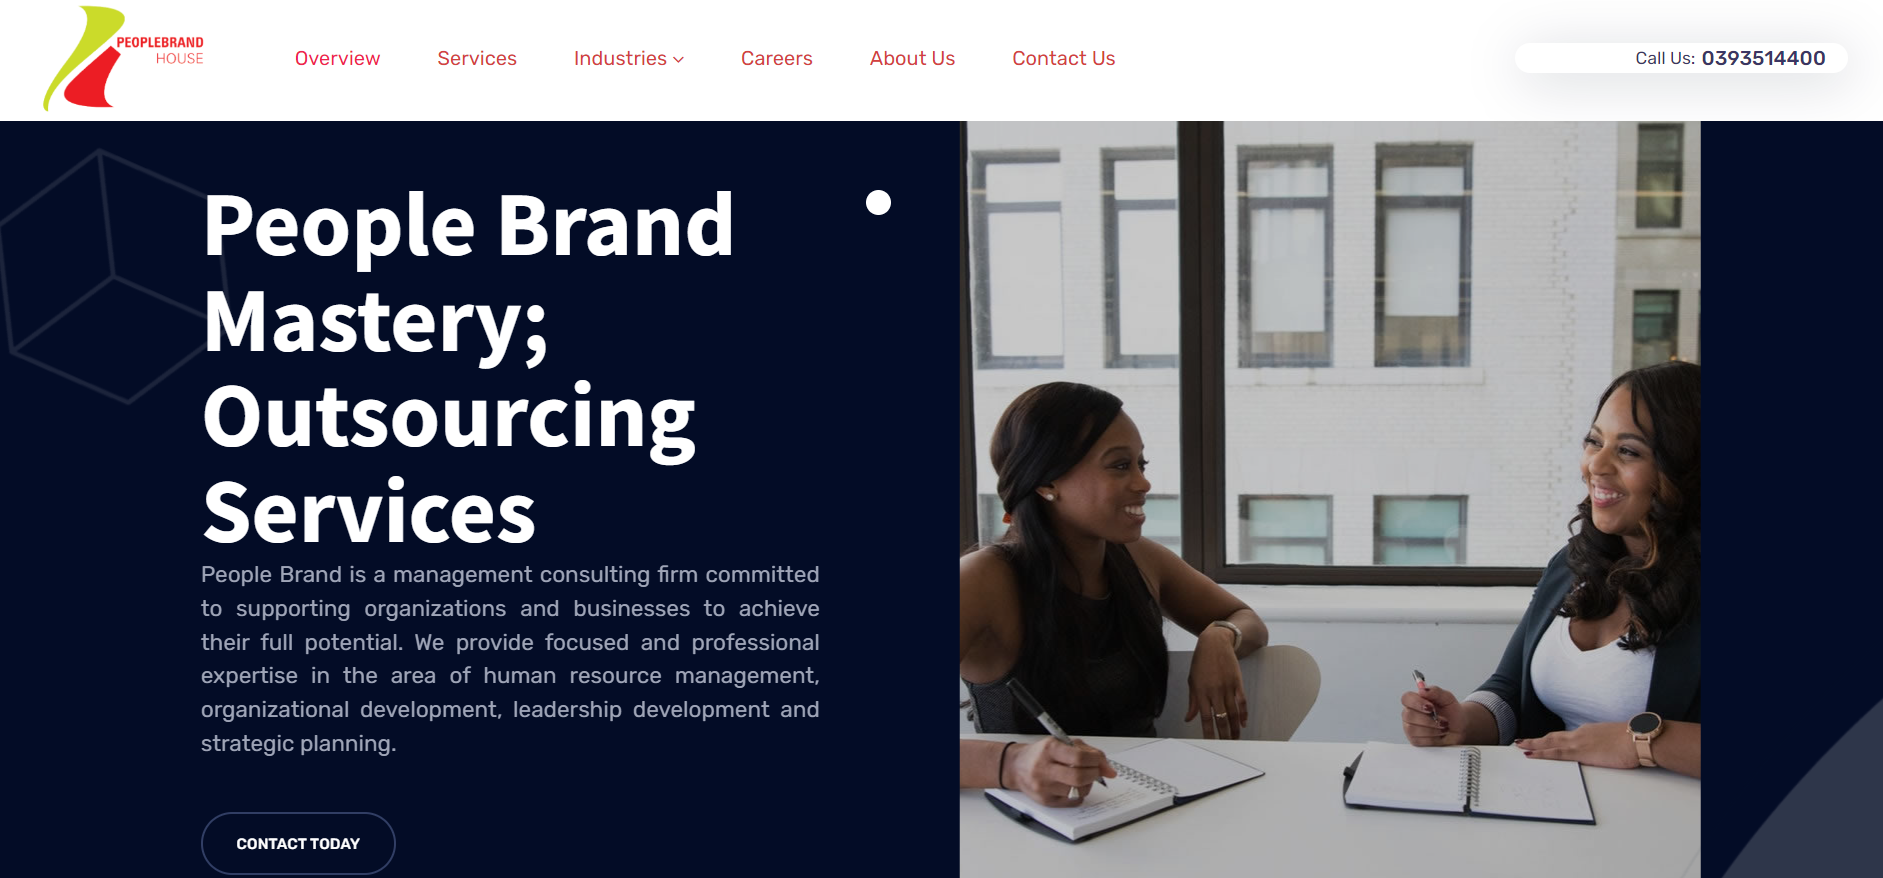 PEOPLEBRAND
HOUSE
Overview
Services
Industries
Careers
About Us
Contact Us
Call Us: 0393514400
People Brand
Mastery;
Outsourcing
Services
People Brand is a management consulting firm committed
to supporting organizations and businesses to achieve
their full potential. We provide focused and professional
expertise in the area of human resource management,
organizational development, leadership development and
strategic planning.
CONTACT TODAY